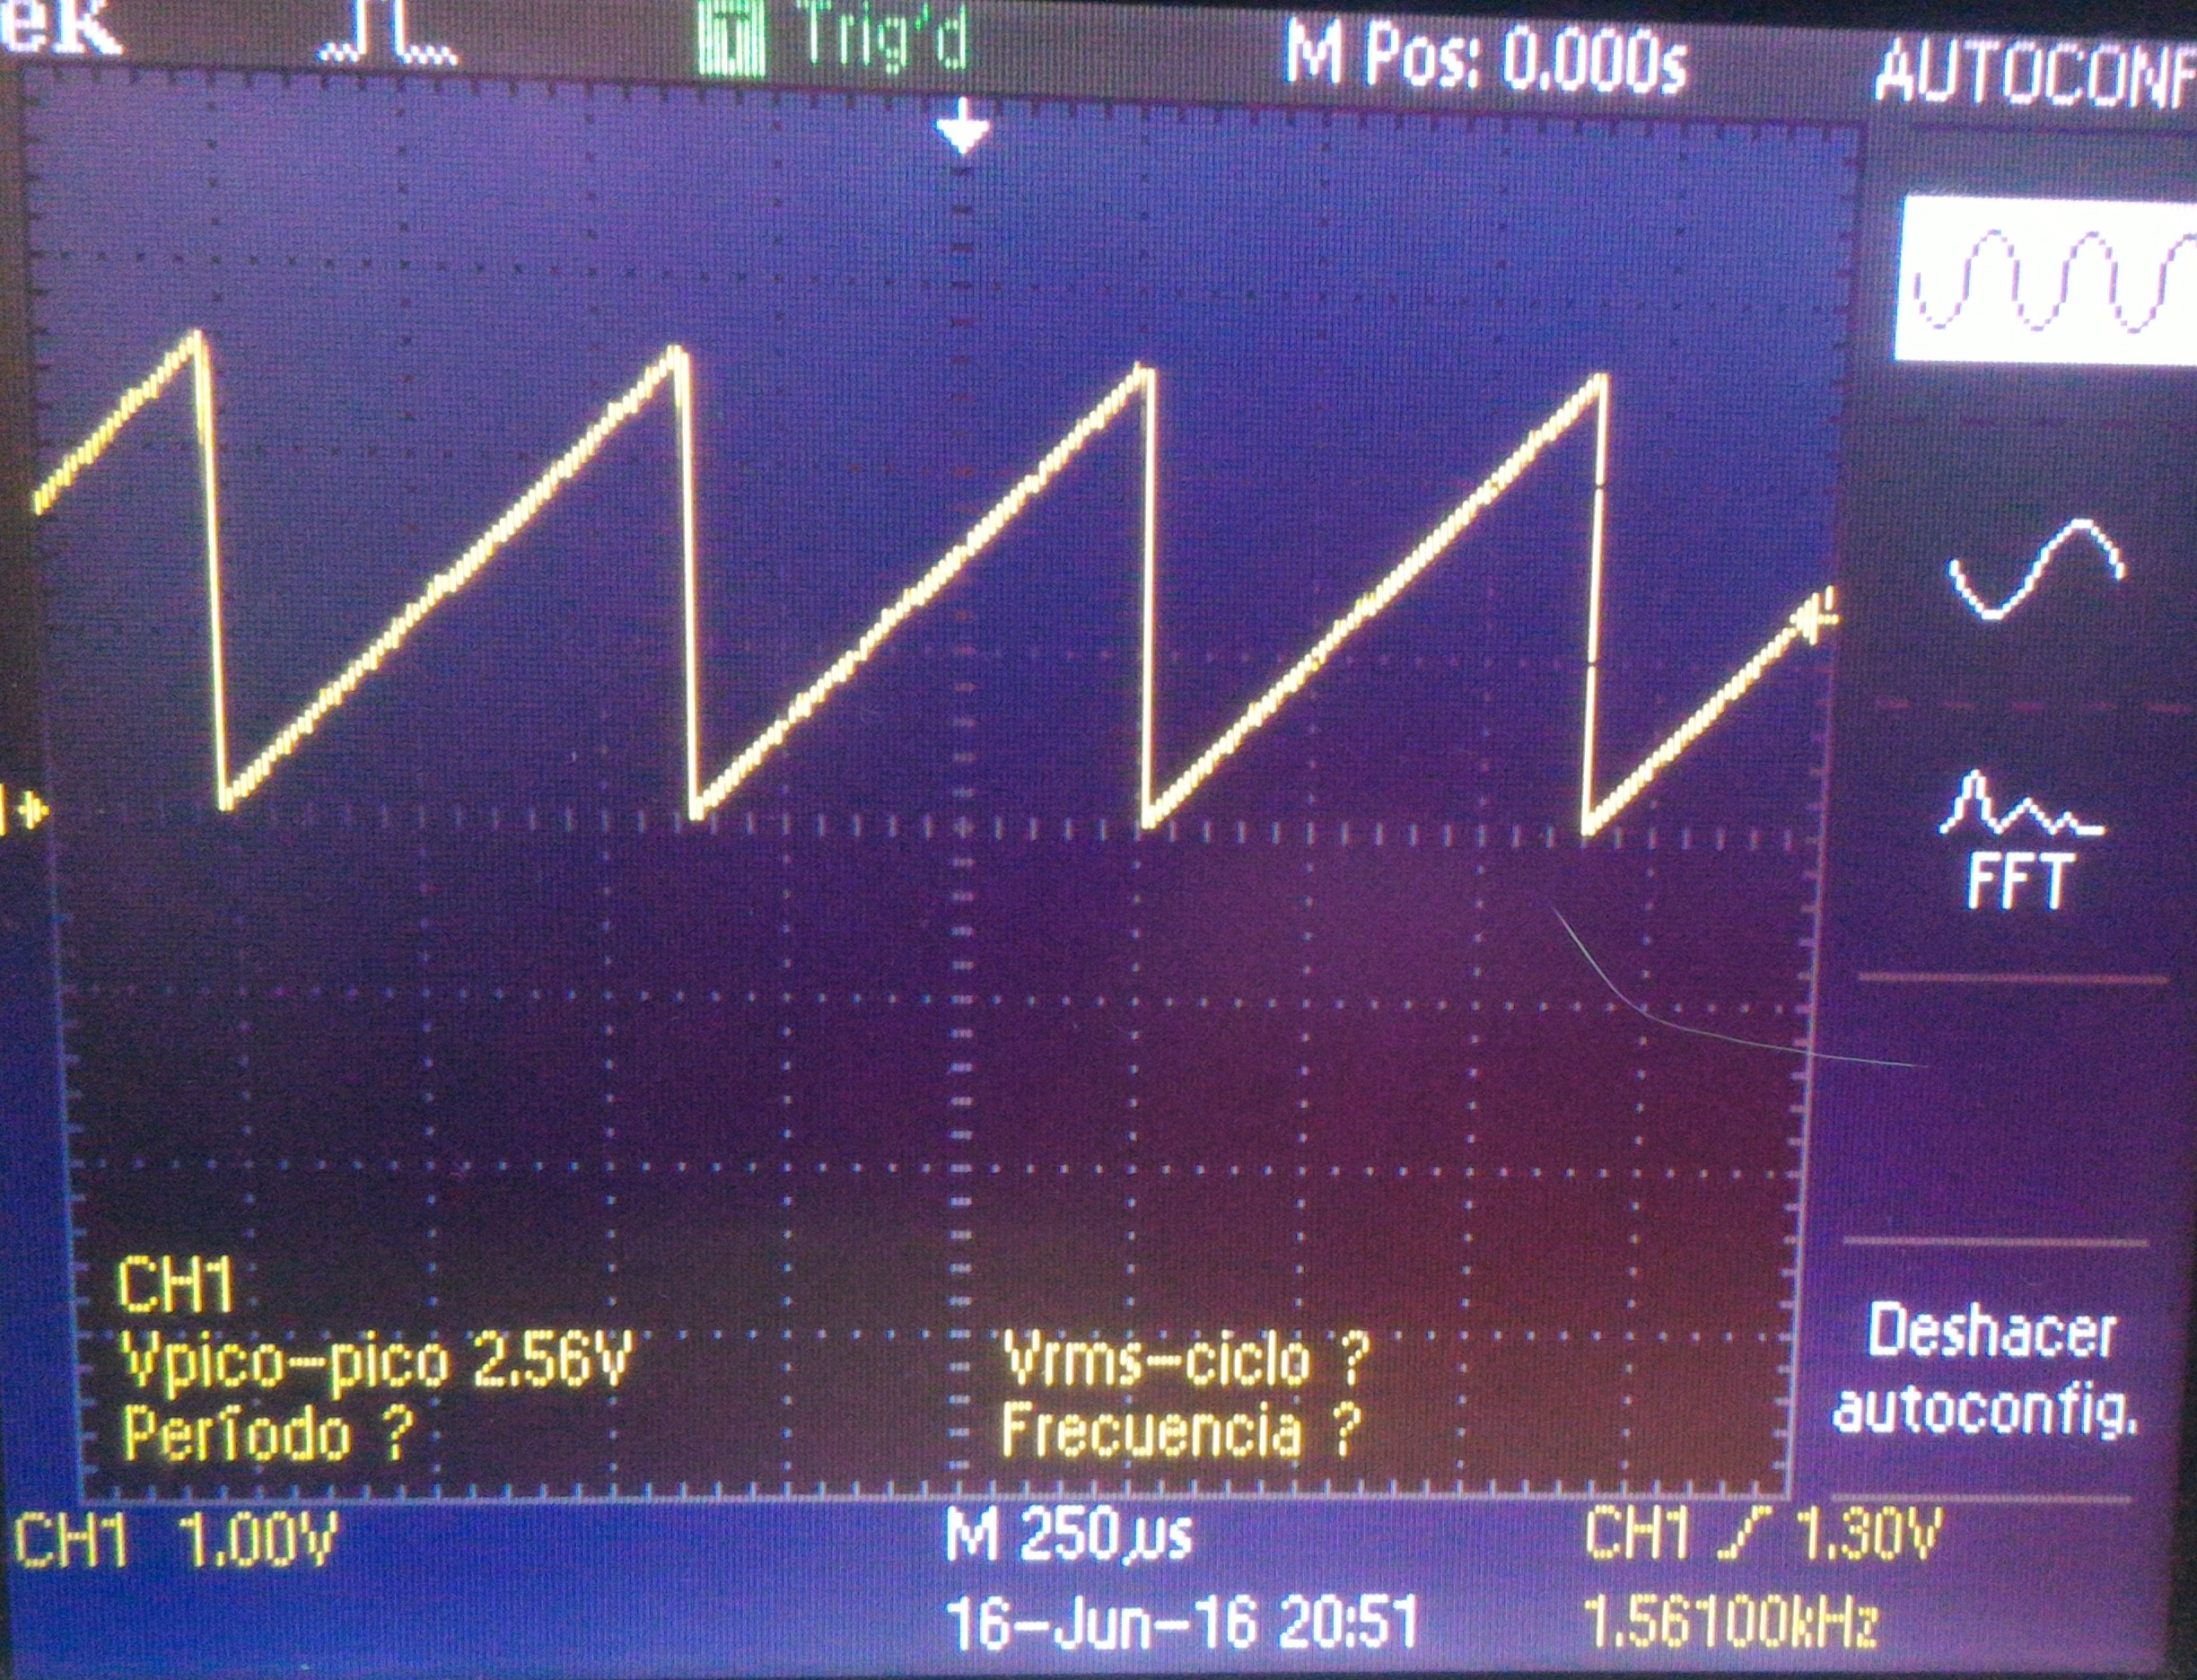 eK Trig'd M Pos: 0.000s AUTOCONF
FFT
CH1
Vpico-pico 2.56V Vrms-ciclo ?
Período ? Frecuencia ?
Deshacer
autoconfig.
CH1 1.00V M 250µs CH1 1.30V
16-Jun-16 20:51 1.56100kHz